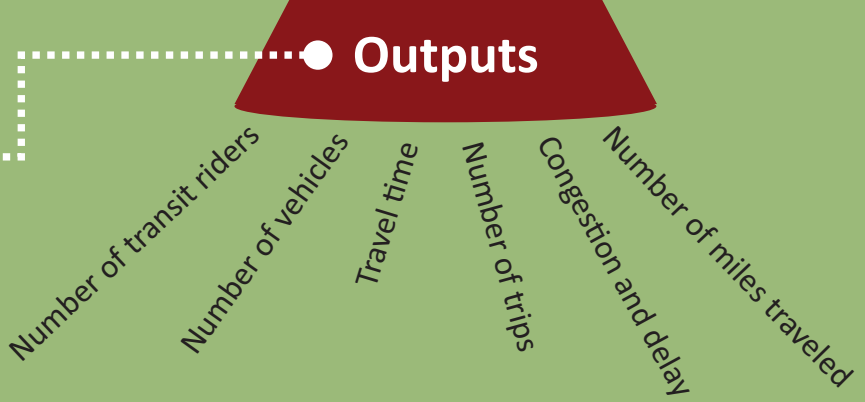 Outputs
Number of transit riders
Number of vehicles
Travel time
Number of trips
Congestion and delay
Number of miles traveled